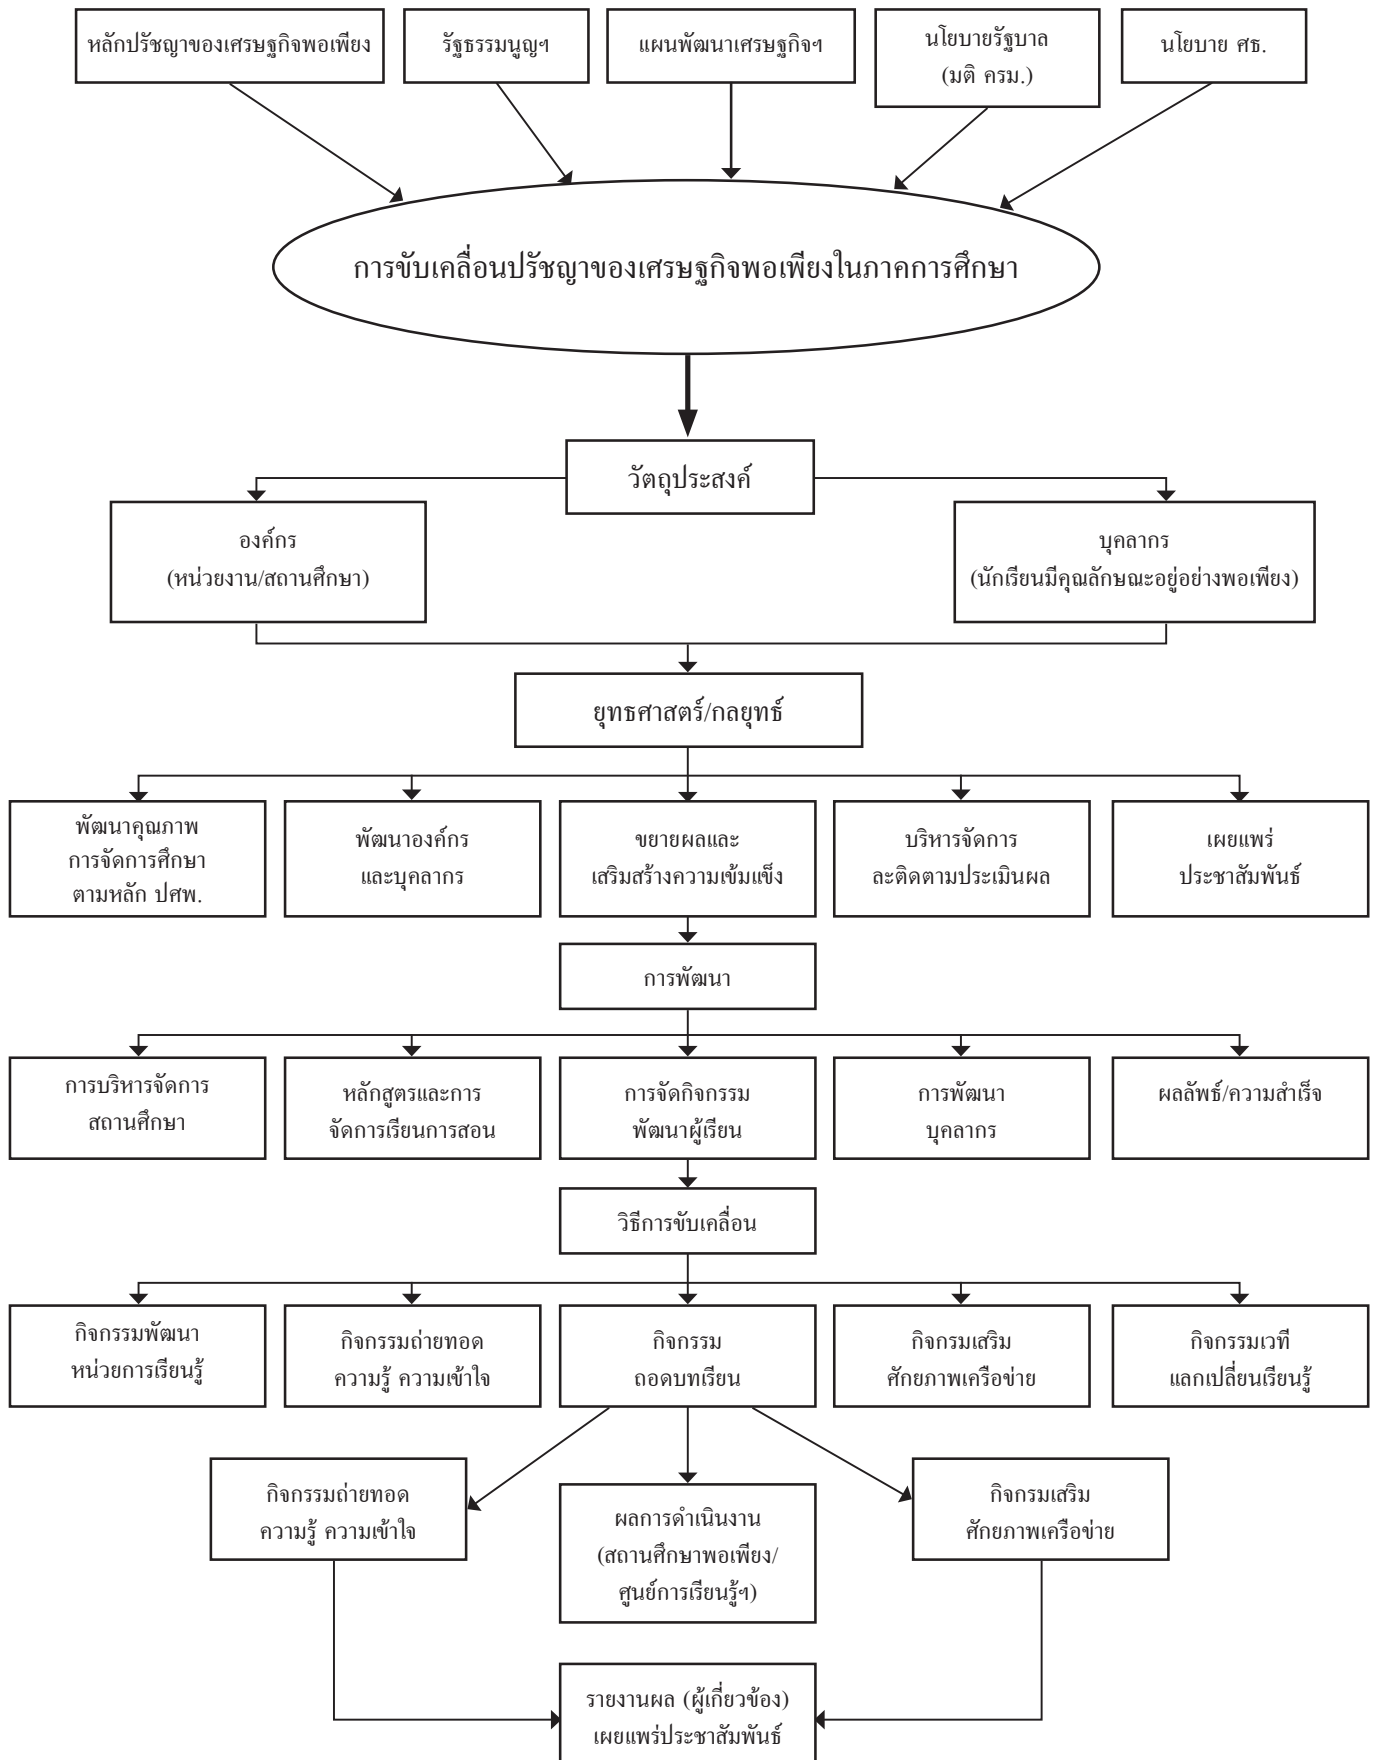 หลักปรัชญาของเศรษฐกิจพอเพียง
รัฐธรรมนูญฯ
แผนพัฒนาเศรษฐกิจฯ
นโยบายรัฐบาล
(มติ ครม.)
นโยบาย ศธ.
การขับเคลื่อนปรัชญาของเศรษฐกิจพอเพียงในภาคการศึกษา
วัตถุประสงค์
องค์กร
(หน่วยงาน/สถานศึกษา)
บุคลากร
(นักเรียนมีคุณลักษณะอยู่อย่างพอเพียง)
ยุทธศาสตร์/กลยุทธ์
พัฒนาคุณภาพ
การจัดการศึกษา
ตามหลัก ปศพ.
พัฒนาองค์กร
และบุคลากร
ขยายผลและ
เสริมสร้างความเข้มแข็ง
บริหารจัดการ
ละติดตามประเมินผล
เผยแพร่
ประชาสัมพันธ์
การพัฒนา
การบริหารจัดการ
สถานศึกษา
หลักสูตรและการ
จัดการเรียนการสอน
การจัดกิจกรรม
พัฒนาผู้เรียน
การพัฒนา
บุคลากร
ผลลัพธ์/ความสำเร็จ
วิธีการขับเคลื่อน
กิจกรรมพัฒนา
หน่วยการเรียนรู้
กิจกรรมถ่ายทอด
ความรู้ ความเข้าใจ
กิจกรรม
ถอดบทเรียน
กิจกรมเสริม
ศักยภาพเครือข่าย
กิจกรรมเวที
แลกเปลี่ยนเรียนรู้
กิจกรรมถ่ายทอด
ความรู้ ความเข้าใจ
ผลการดำเนินงาน
(สถานศึกษาพอเพียง/
ศูนย์การเรียนรู้ฯ)
กิจกรมเสริม
ศักยภาพเครือข่าย
รายงานผล (ผู้เกี่ยวข้อง)
เผยแพร่ประชาสัมพันธ์